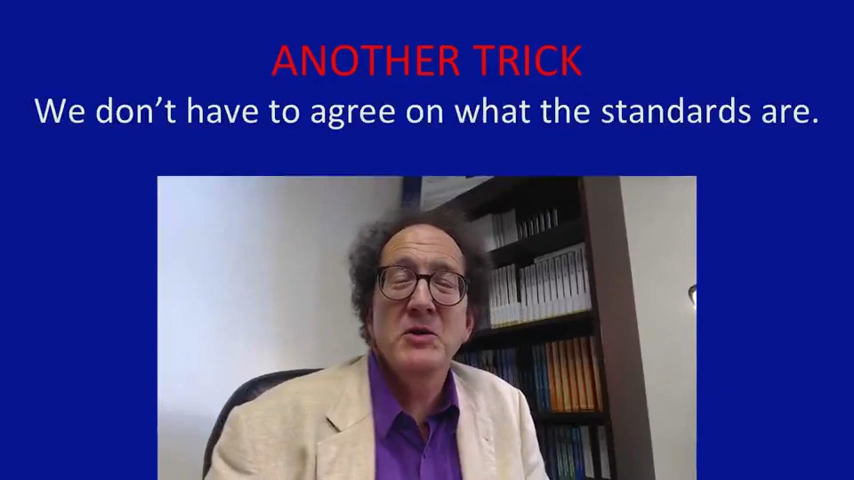 ANOTHER TRICK
We don’t have to agree on what the standards are.